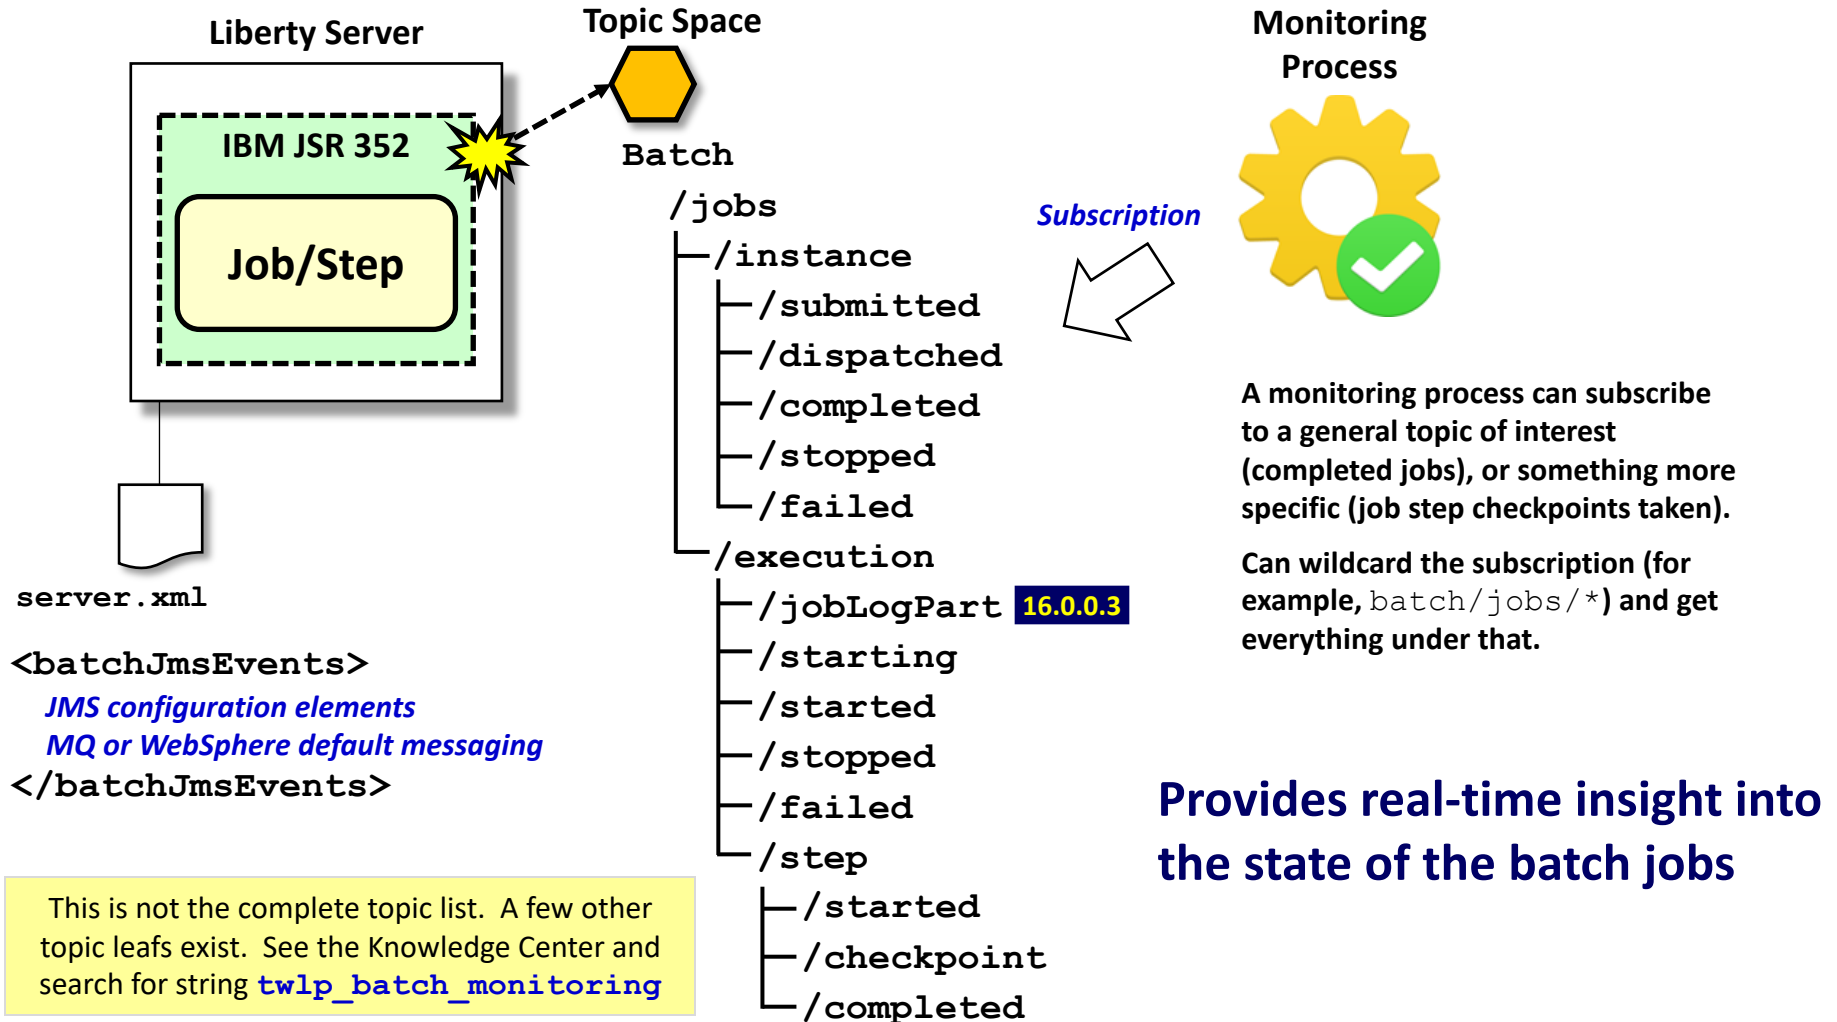 Liberty Server
IBM JSR 352
Job/Step
server.xml
<batchJmsEvents>
JMS configuration elements
MQ or WebSphere default messaging
</batchJmsEvents>
This is not the complete topic list.  A few other
topic leafs exist.  See the Knowledge Center and
search for string twlp_batch_monitoring
Topic Space
Batch
/jobs
/instance
/submitted
/dispatched
/completed
/stopped
/failed
/execution
/jobLogPart 16.0.0.3
/starting
/started
/stopped
/failed
/step
/started
/checkpoint
/completed
Subscription
Monitoring
Process
A monitoring process can subscribe
to a general topic of interest
(completed jobs), or something more
specific (job step checkpoints taken).
Can wildcard the subscription (for
example, batch/jobs/*) and get
everything under that.
Provides real-time insight into
the state of the batch jobs